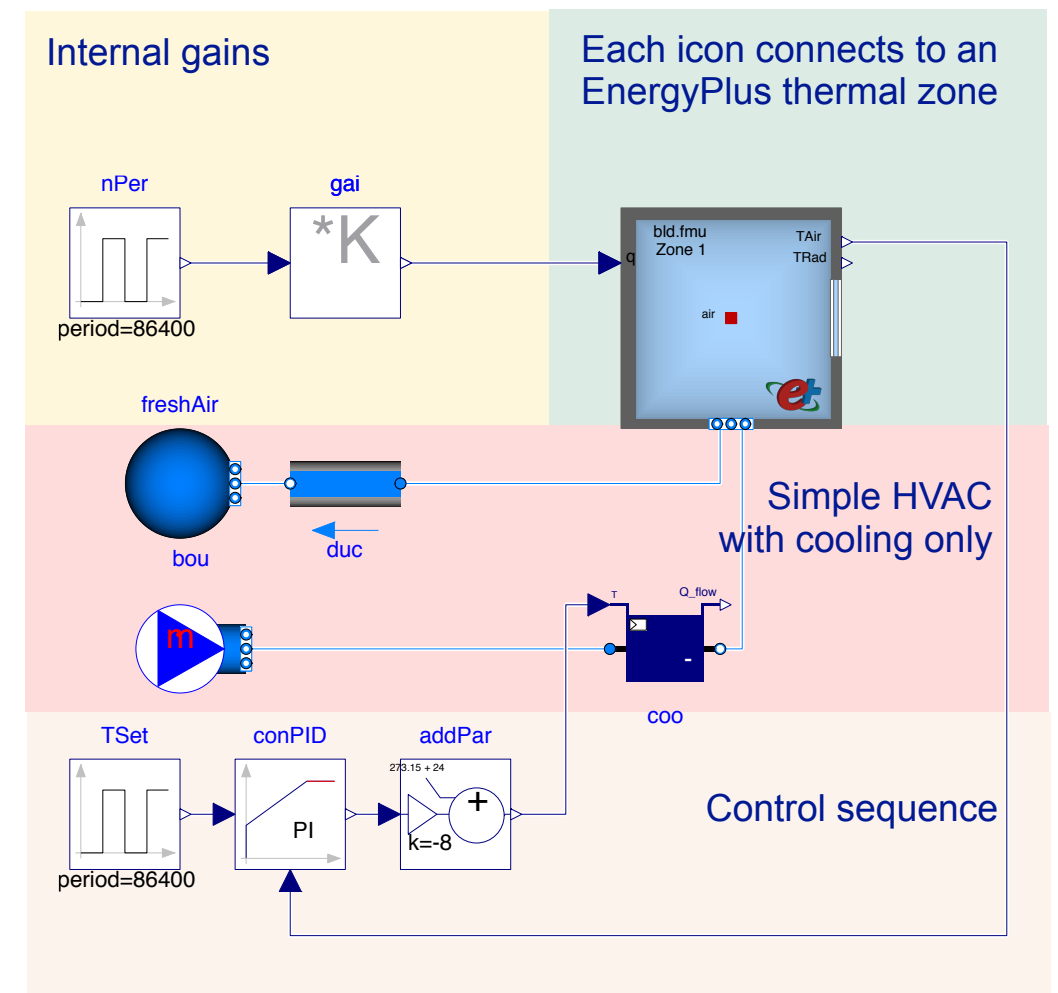 Internal gains
Each icon connects to an
EnergyPlus thermal zone
nPer
gai
*K
period=86400
bld.fmu
Zone 1
TAir
TRad
q
air
e+
freshAir
bou
duc
Simple HVAC
with cooling only
m
T
Q_flow
-
coo
TSet
conPID
addPar
273.15 + 24
+
PI
k=-8
period=86400
Control sequence